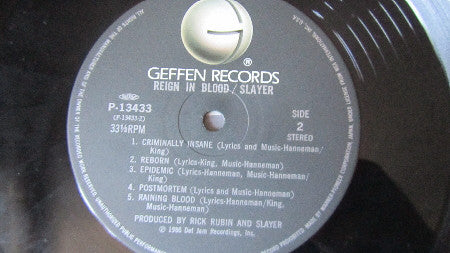 GEFFEN RECORDS
REIGN IN BLOOD/SLAYER
P-13433
(P-13433-2)
33⅓RPM
SIDE
2
STEREO
1. CRIMINALLY INSANE (Lyrics and Music-Hanneman/
King)
2. REBORN (Lyrics-King, Music-Hanneman)
3. EPIDEMIC (Lyrics-King, Music-Hanneman/
King)
4. POSTMORTEM (Lyrics and Music-Hanneman)
5. RAINING BLOOD (Lyrics-Hanneman/King, Music-
Hanneman)
PRODUCED BY RICK RUBIN AND SLAYER
© 1986 Def Jam Recordings, Inc.